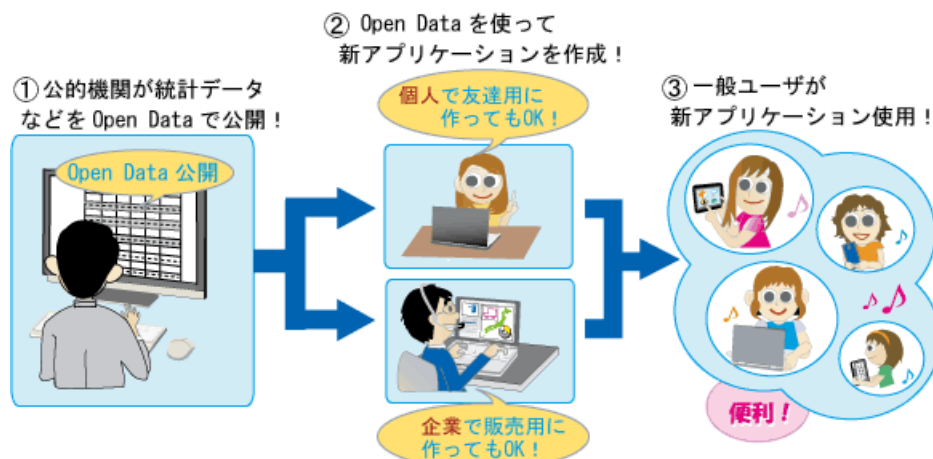 ① 公的機関が統計データ
などを Open Data で公開！
Open Data 公開
② Open Data を使って
新アプリケーションを作成！
個人で友達用に
作ってもOK！
企業で販売用に
作ってもOK！
③ 一般ユーザが
新アプリケーション使用！
便利！